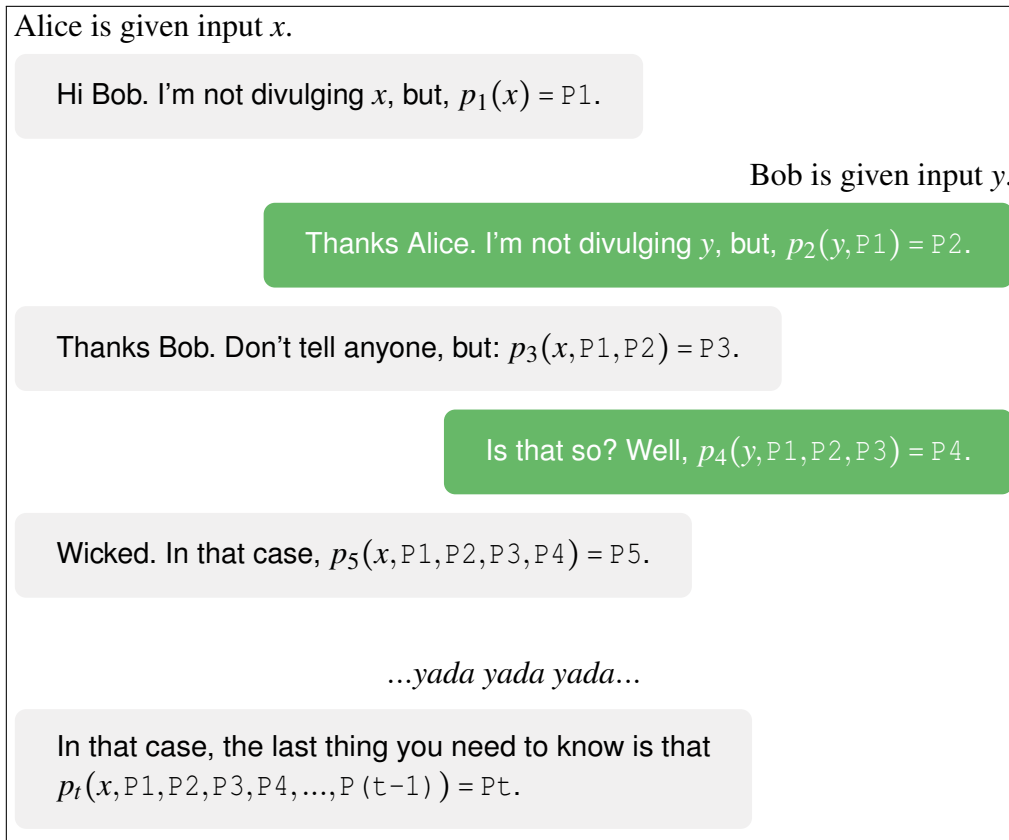 Alice is given input x.
Hi Bob. I'm not divulging x, but, p₁(x) = P1.
Bob is given input y.
Thanks Alice. I'm not divulging y, but, p₂(y,P1) = P2.
Thanks Bob. Don't tell anyone, but: p₃(x,P1,P2) = P3.
Is that so? Well, p₄(y,P1,P2,P3) = P4.
Wicked. In that case, p₅(x,P1,P2,P3,P4) = P5.
...yada yada yada...
In that case, the last thing you need to know is that
pₜ(x,P1,P2,P3,P4,...,P(t-1)) = Pt.